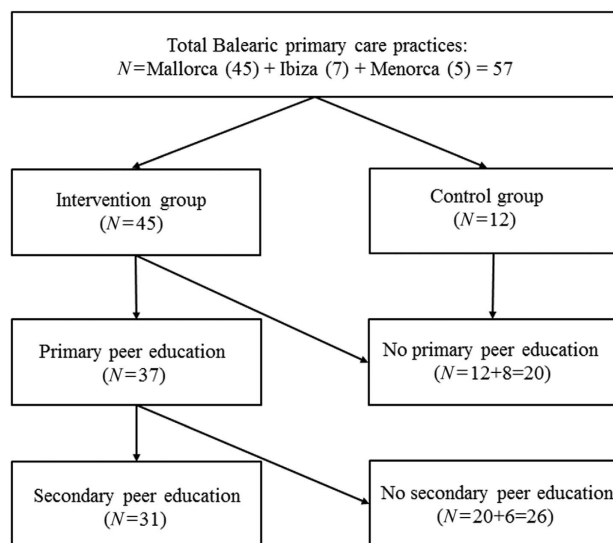 Total Balearic primary care practices:
N=Mallorca (45) + Ibiza (7) + Menorca (5) = 57
Intervention group
(N=45)
Control group
(N=12)
Primary peer education
(N=37)
No primary peer education
(N=12+8=20)
Secondary peer education
(N=31)
No secondary peer education
(N=20+6=26)